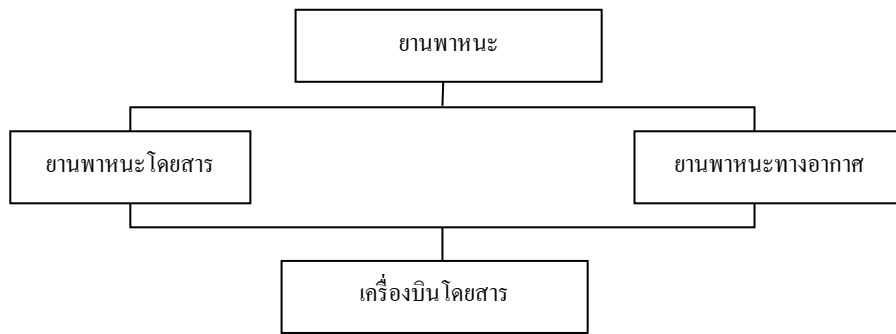 ยานพาหนะ
ยานพาหนะโดยสาร
ยานพาหนะทางอากาศ
เครื่องบินโดยสาร